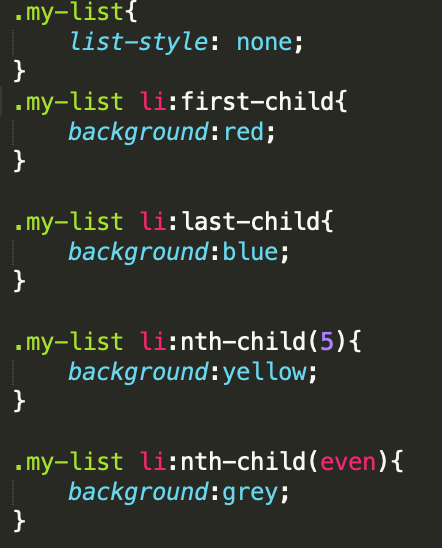 .my-list{
    list-style: none;
}
.my-list li:first-child{
    background:red;
}

.my-list li:last-child{
    background:blue;
}

.my-list li:nth-child(5){
    background:yellow;
}

.my-list li:nth-child(even){
    background:grey;
}